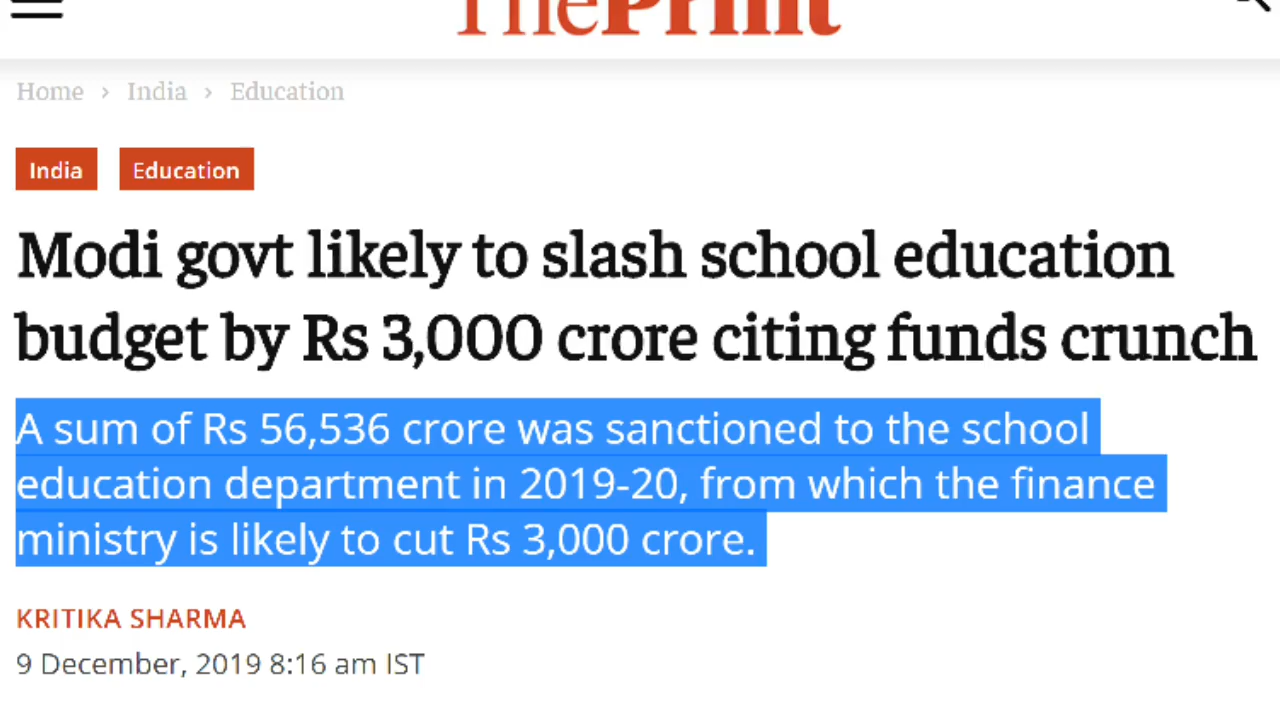 ThePrint
Home › India › Education
India Education
Modi govt likely to slash school education
budget by Rs 3,000 crore citing funds crunch
A sum of Rs 56,536 crore was sanctioned to the school
education department in 2019-20, from which the finance
ministry is likely to cut Rs 3,000 crore.
KRITIKA SHARMA
9 December, 2019 8:16 am IST